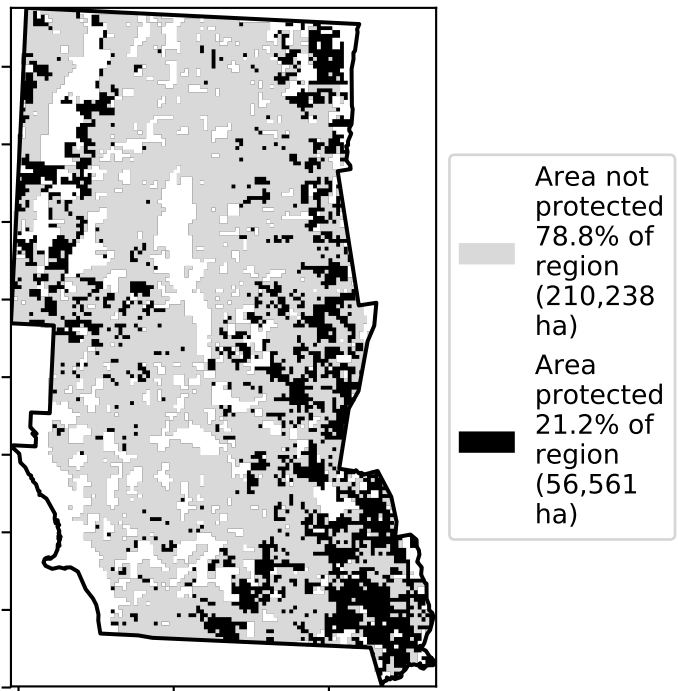 Area not
protected
78.8% of
region
(210,238
ha)
Area
protected
21.2% of
region
(56,561
ha)